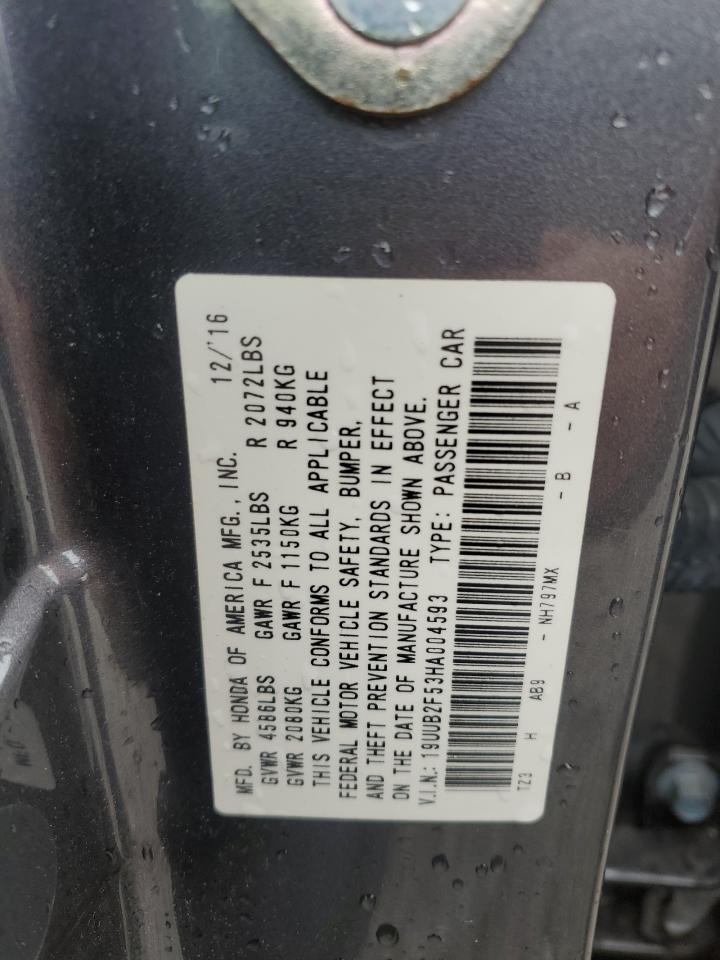 MFD. BY HONDA OF AMERICA MFG., INC. 12/'16
GVWR 4586LBS GAWR F 2535LBS R 2072LBS
GVWR 2080KG GAWR F 1150KG R 940KG
THIS VEHICLE CONFORMS TO ALL APPLICABLE
FEDERAL MOTOR VEHICLE SAFETY, BUMPER,
AND THEFT PREVENTION STANDARDS IN EFFECT
ON THE DATE OF MANUFACTURE SHOWN ABOVE.
V.I.N.: 19UUB2F53HA004593 TYPE: PASSENGER CAR
TZ3 H AB9 - NH797MX - B - A